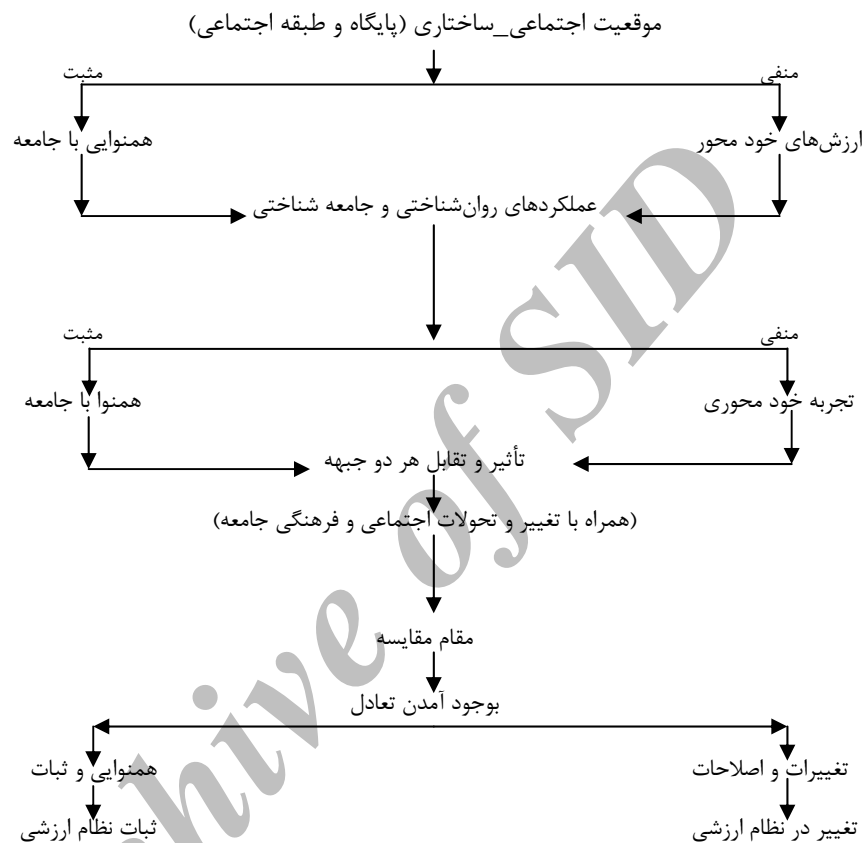 موقعیت اجتماعی_ساختاری (پایگاه و طبقه اجتماعی)
منفی
مثبت
ارزش‌های خود محور
همنوایی با جامعه
عملکردهای روان‌شناختی و جامعه شناختی
منفی
مثبت
تجربه خود محوری
همنوا با جامعه
تأثیر و تقابل هر دو جبهه
(همراه با تغییر و تحولات اجتماعی و فرهنگی جامعه)
مقام مقایسه
بوجود آمدن تعادل
تغییرات و اصلاحات
همنوایی و ثبات
تغییر در نظام ارزشی
ثبات نظام ارزشی
hive of SID